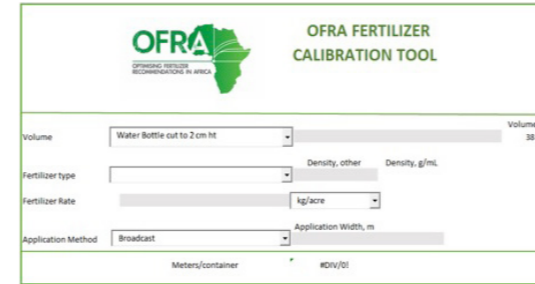 OFRA
OPTIMISING FERTILIZER
RECOMMENDATIONS IN AFRICA
OFRA FERTILIZER
CALIBRATION TOOL
Volume
Volume
Water Bottle cut to 2 cm ht
38
Density, other
Density, g/mL
Fertilizer type
Fertilizer Rate
kg/acre
Application Width, m
Application Method
Broadcast
Meters/container
#DIV/0!